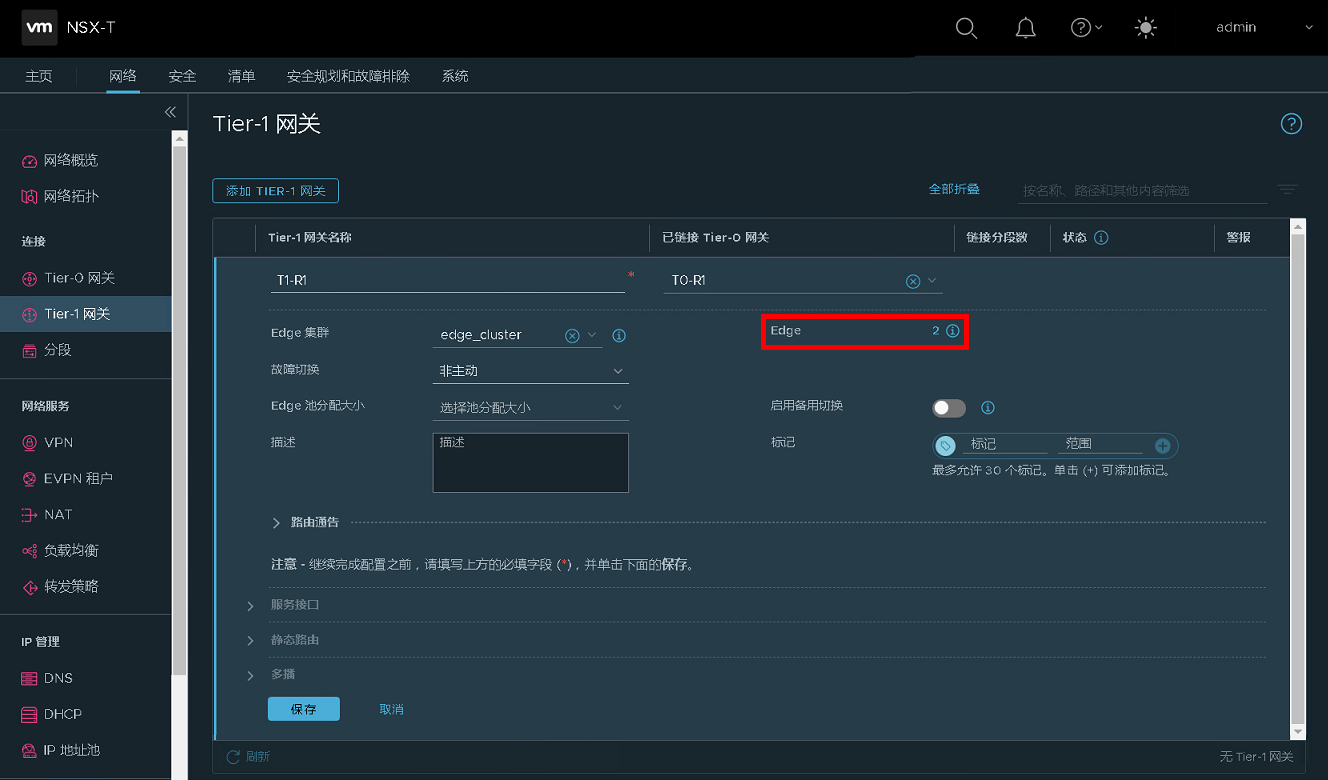 vm NSX-T
admin
主页 网络 安全 清单 安全规划和故障排除 系统
网络概览
网络拓扑
连接
Tier-0 网关
Tier-1 网关
分段
网络服务
VPN
EVPN 租户
NAT
负载均衡
转发策略
IP 管理
DNS
DHCP
IP 地址池
Tier-1 网关
添加 TIER-1 网关 全部折叠 按名称、路径和其他内容筛选
Tier-1 网关名称 已链接 Tier-0 网关 链接分段数 状态 警报
T1-R1 * T0-R1
Edge 集群 edge_cluster Edge 2
故障切换 非主动
Edge 池分配大小 选择池分配大小 启用备用切换
描述 描述 标记 标记 范围
最多允许 30 个标记。单击 (+) 可添加标记。
路由通告
注意 - 继续完成配置之前，请填写上方的必填字段 (*)，并单击下面的保存。
服务接口
静态路由
多播
保存 取消
刷新 无 Tier-1 网关